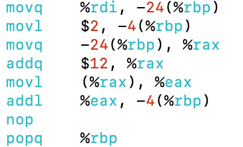 movq %rdi, -24(%rbp)
movl $2, -4(%rbp)
movq -24(%rbp), %rax
addq $12, %rax
movl (%rax), %eax
addl %eax, -4(%rbp)
nop
popq %rbp